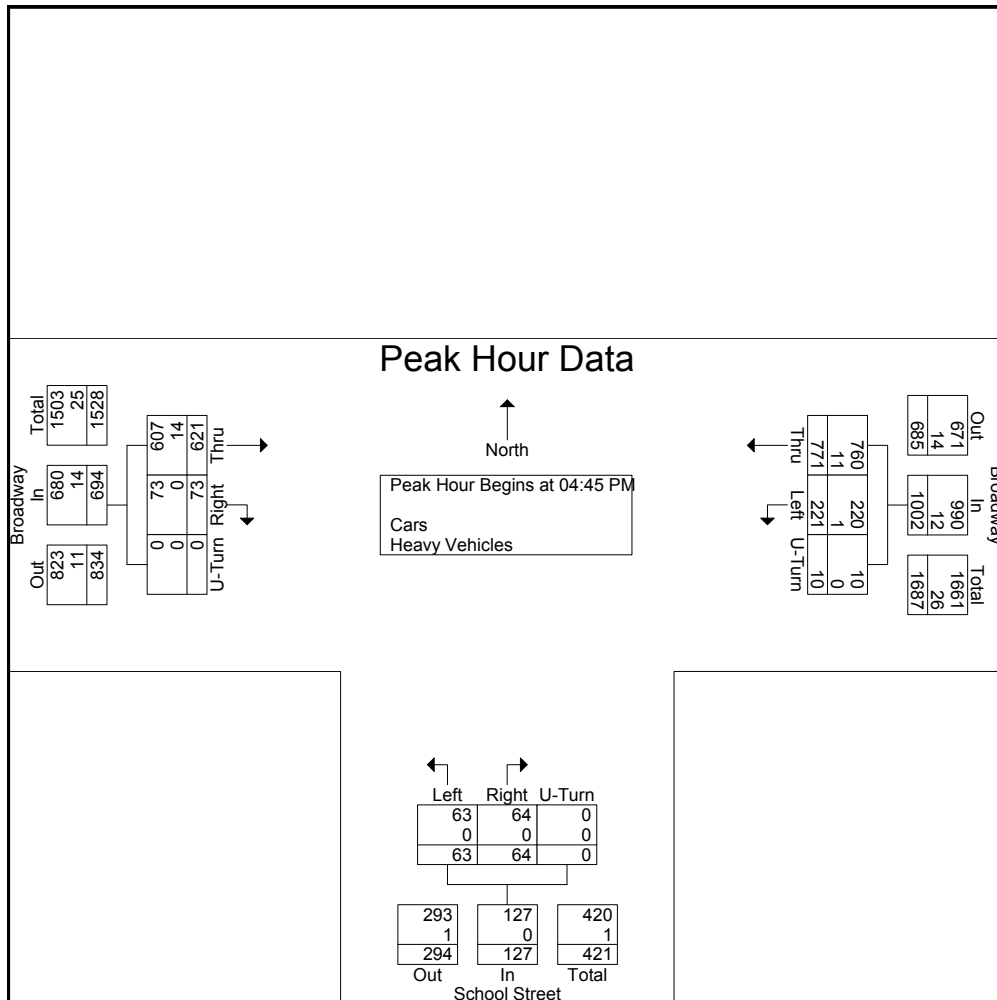 Peak Hour Data
North
Peak Hour Begins at 04:45 PM
Cars
Heavy Vehicles
Broadway
Total
1503
25
1528
In
680
14
694
Out
823
11
834
Thru
607
14
621
Right
73
0
73
U-Turn
0
0
0
Broadway
Out
671
14
685
In
990
12
1002
Total
1661
26
1687
Thru
760
11
771
Left
220
1
221
U-Turn
10
0
10
Left Right U-Turn
63 64 0
0 0 0
63 64 0
293 127 420
1 0 1
294 127 421
Out In Total
School Street